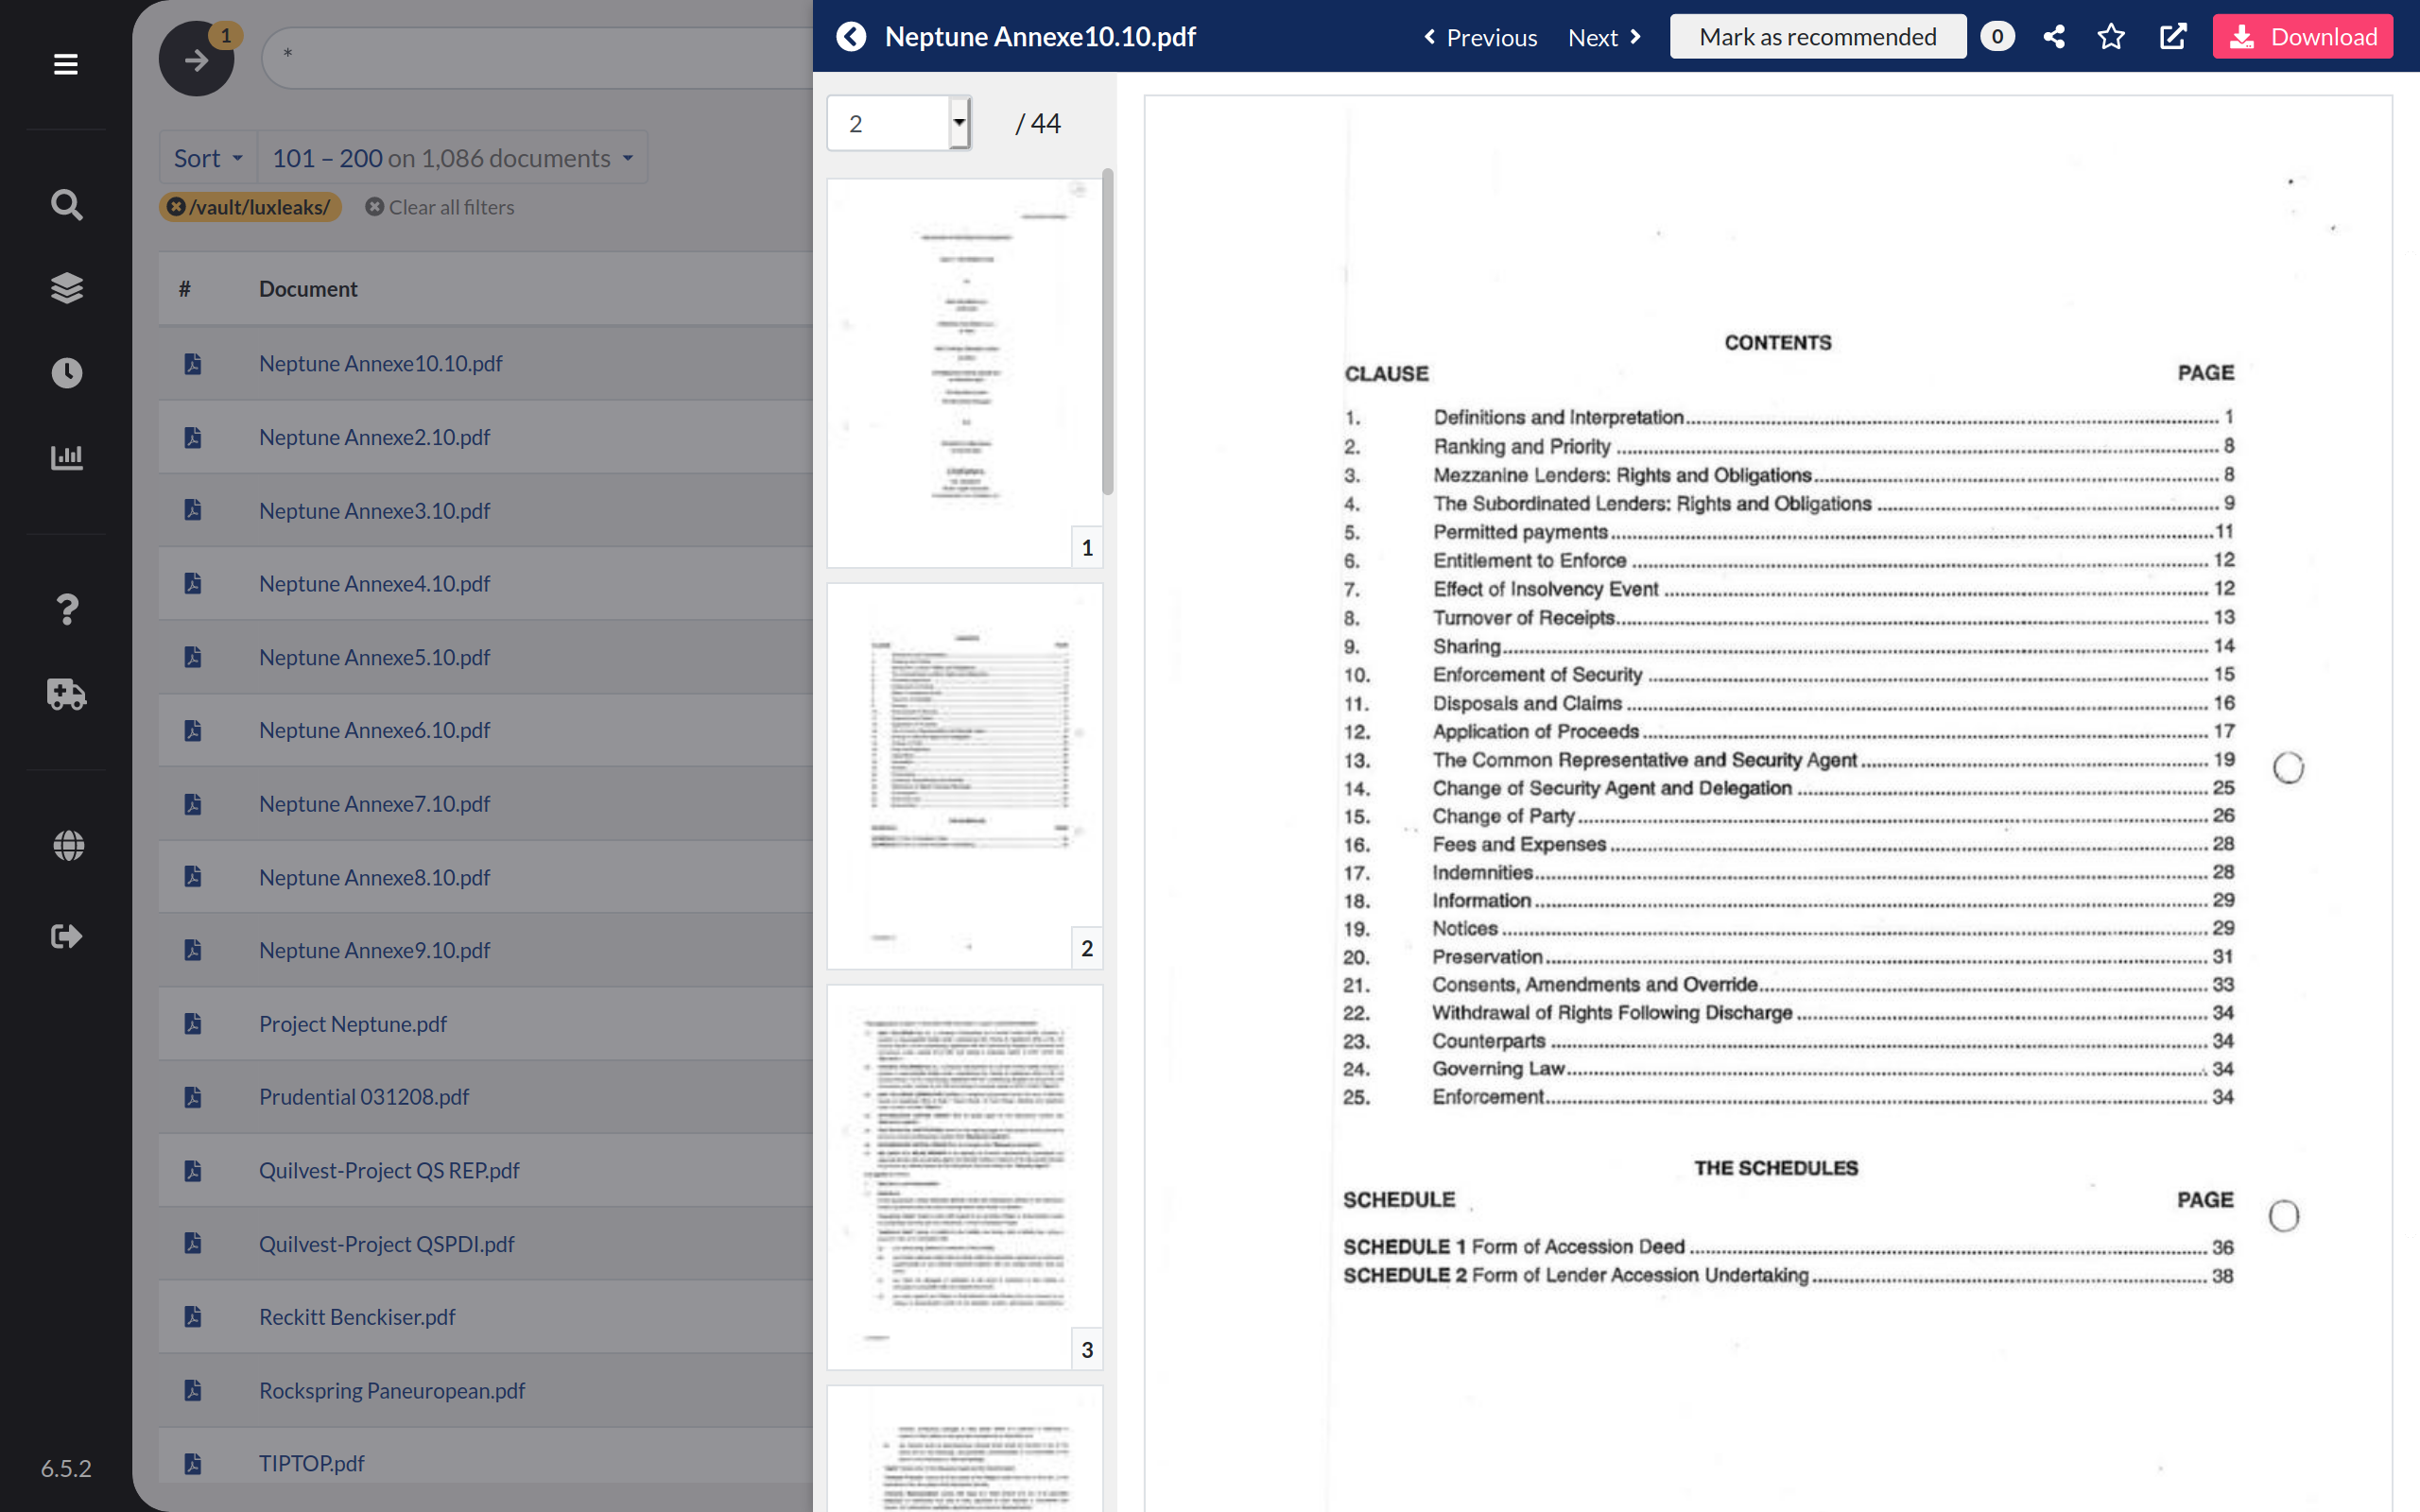 1
*
Sort
101 – 200 on 1,086 documents
/vault/luxleaks/ Clear all filters
# Document
Neptune Annexe10.10.pdf
Neptune Annexe2.10.pdf
Neptune Annexe3.10.pdf
Neptune Annexe4.10.pdf
Neptune Annexe5.10.pdf
Neptune Annexe6.10.pdf
Neptune Annexe7.10.pdf
Neptune Annexe8.10.pdf
Neptune Annexe9.10.pdf
Project Neptune.pdf
Prudential 031208.pdf
Quilvest-Project QS REP.pdf
Quilvest-Project QSPDI.pdf
Reckitt Benckiser.pdf
Rockspring Paneuropean.pdf
TIPTOP.pdf
6.5.2
Neptune Annexe10.10.pdf Previous Next Mark as recommended 0 Download
2 / 44
1
2
3
CONTENTS
CLAUSE PAGE
1. Definitions and Interpretation 1
2. Ranking and Priority 8
3. Mezzanine Lenders: Rights and Obligations 8
4. The Subordinated Lenders: Rights and Obligations 9
5. Permitted payments 11
6. Entitlement to Enforce 12
7. Effect of Insolvency Event 12
8. Turnover of Receipts 13
9. Sharing 14
10. Enforcement of Security 15
11. Disposals and Claims 16
12. Application of Proceeds 17
13. The Common Representative and Security Agent 19
14. Change of Security Agent and Delegation 25
15. Change of Party 26
16. Fees and Expenses 28
17. Indemnities 28
18. Information 29
19. Notices 29
20. Preservation 31
21. Consents, Amendments and Override 33
22. Withdrawal of Rights Following Discharge 34
23. Counterparts 34
24. Governing Law 34
25. Enforcement 34
THE SCHEDULES
SCHEDULE PAGE
SCHEDULE 1 Form of Accession Deed 36
SCHEDULE 2 Form of Lender Accession Undertaking 38